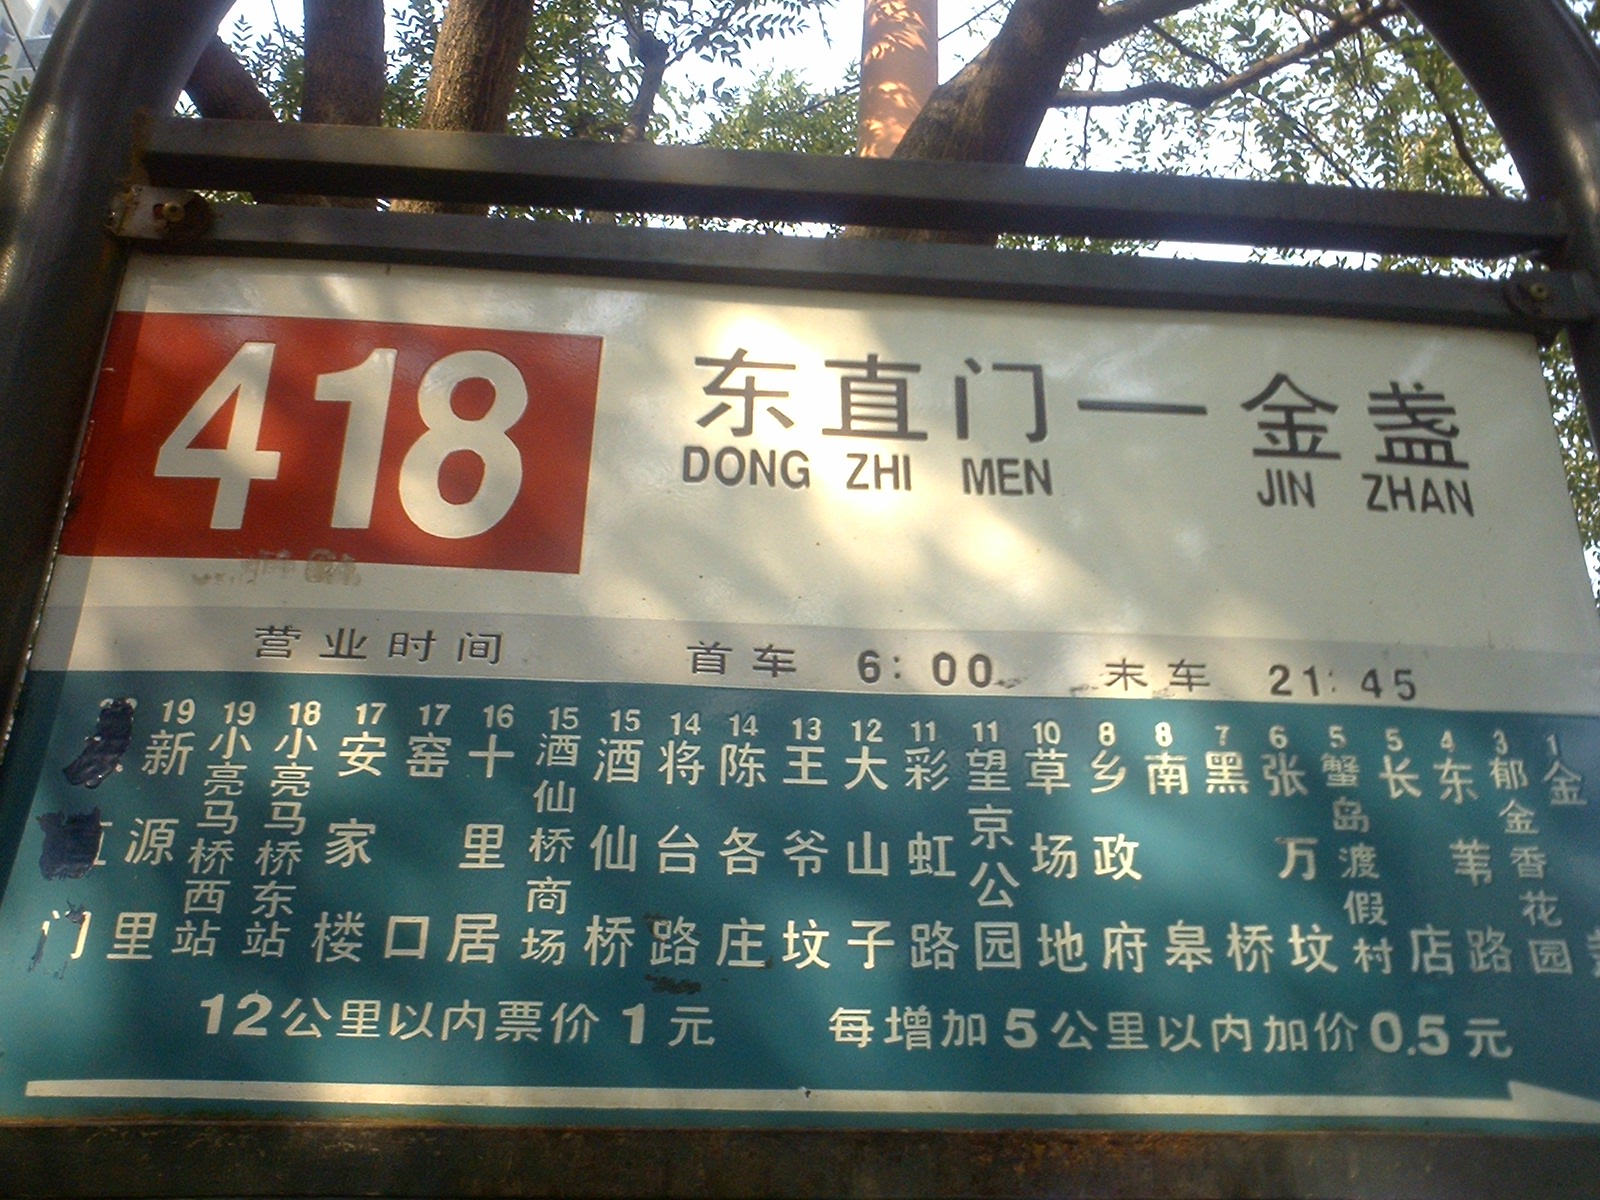 418
东直门—金盏
DONG ZHI MEN JIN ZHAN
营业时间 首车 6:00 末车 21:45
门
19 新源里
19 小亮马桥西站
18 小亮马桥东站
17 安家楼
17 窑口
16 十里居
15 酒仙桥商场
15 酒仙桥
14 将台路
14 陈各庄
13 王爷坟
12 大山子
11 彩虹路
11 望京公园
10 草场地
8 乡政府
8 南皋
7 黑桥
6 张万坟
5 蟹岛渡假村
5 长店
4 东苇路
3 郁金香花园
1 金
12公里以内票价1元 每增加5公里以内加价0.5元